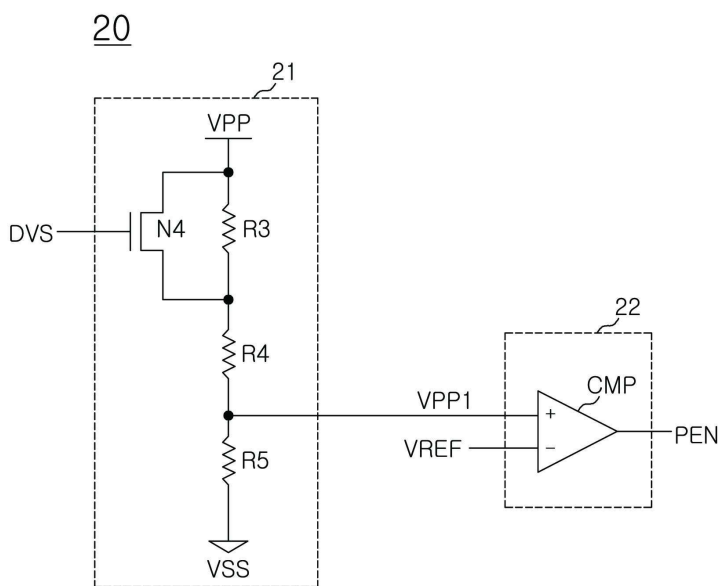 20
21
VPP
DVS
N4
R3
R4
22
CMP
VPP1
+
VREF
−
PEN
R5
VSS